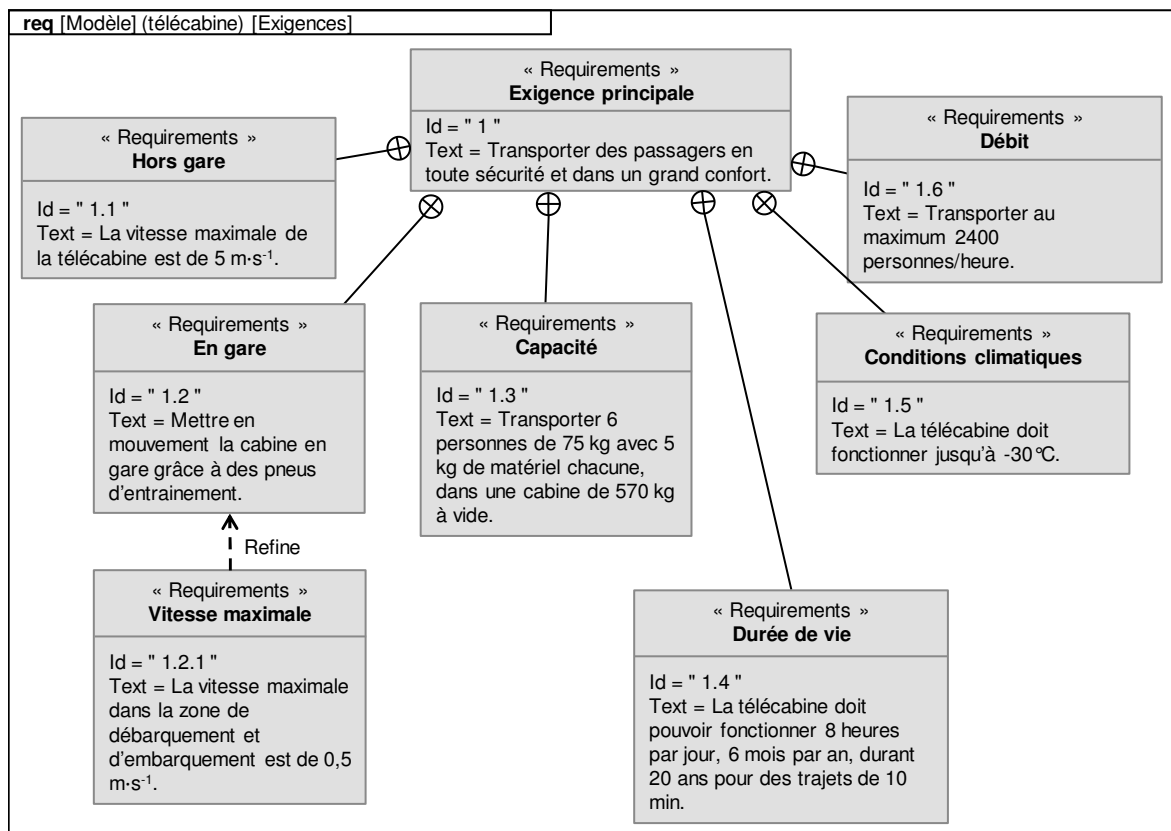 req [Modèle] (télécabine) [Exigences]
« Requirements »
Exigence principale
Id = " 1 "
Text = Transporter des passagers en
toute sécurité et dans un grand confort.
« Requirements »
Hors gare
Id = " 1.1 "
Text = La vitesse maximale de
la télécabine est de 5 m·s-1.
« Requirements »
Débit
Id = " 1.6 "
Text = Transporter au
maximum 2400
personnes/heure.
« Requirements »
En gare
Id = " 1.2 "
Text = Mettre en
mouvement la cabine en
gare grâce à des pneus
d'entrainement.
« Requirements »
Capacité
Id = " 1.3 "
Text = Transporter 6
personnes de 75 kg avec 5
kg de matériel chacune,
dans une cabine de 570 kg
à vide.
« Requirements »
Conditions climatiques
Id = " 1.5 "
Text = La télécabine doit
fonctionner jusqu'à -30°C.
Refine
« Requirements »
Vitesse maximale
Id = " 1.2.1 "
Text = La vitesse maximale
dans la zone de
débarquement et
d'embarquement est de 0,5
m·s-1.
« Requirements »
Durée de vie
Id = " 1.4 "
Text = La télécabine doit
pouvoir fonctionner 8 heures
par jour, 6 mois par an, durant
20 ans pour des trajets de 10
min.